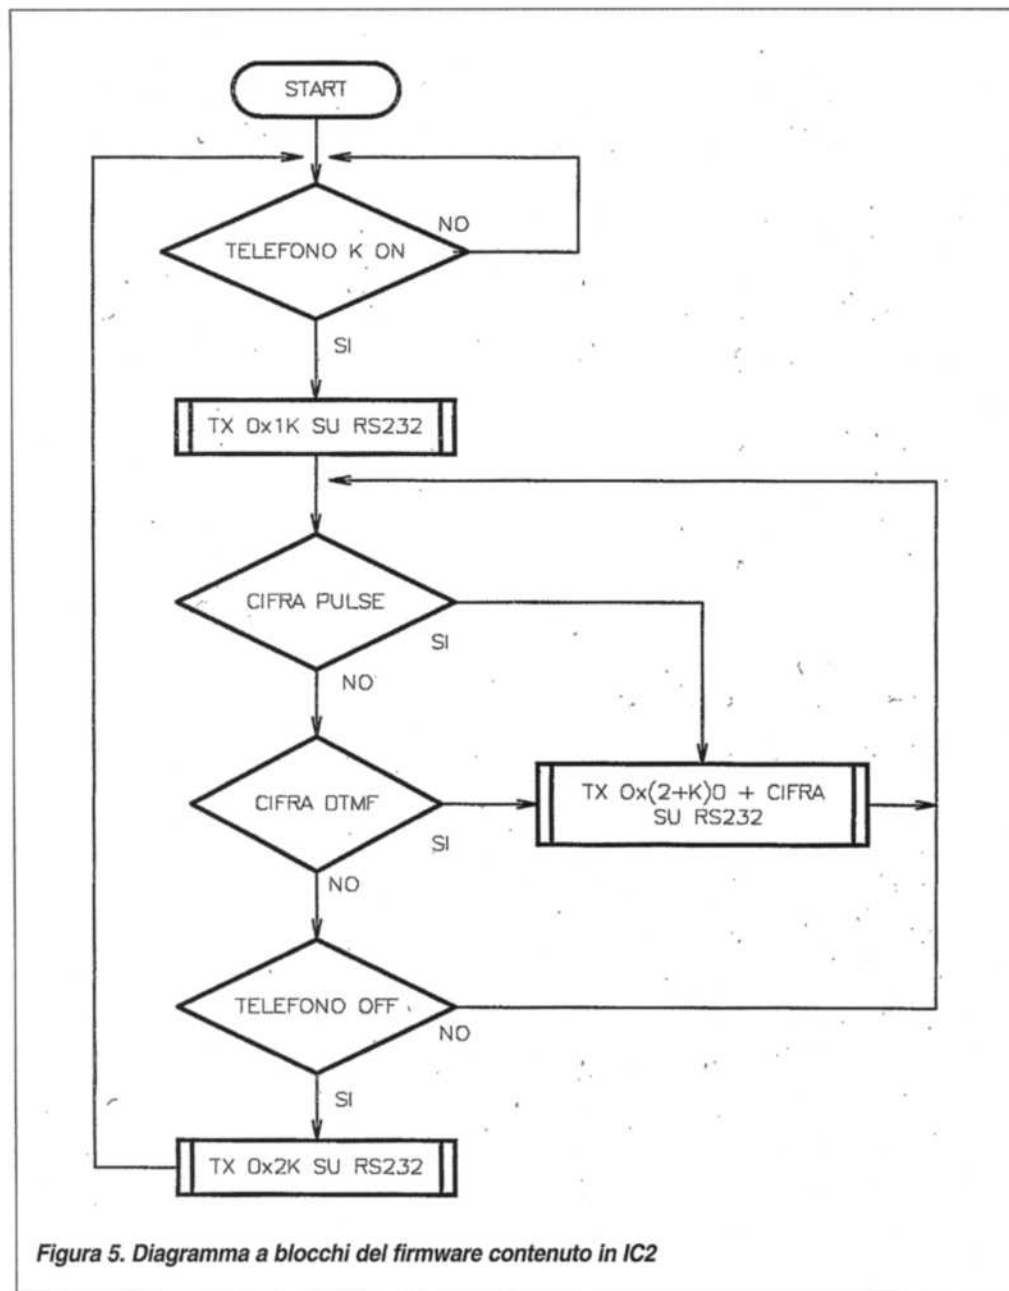 START
NO
TELEFONO K ON
SI
TX 0x1K SU RS232
CIFRA PULSE
SI
NO
CIFRA DTMF
SI
TX 0x(2+K)0 + CIFRA
SU RS232
NO
TELEFONO OFF
NO
SI
TX 0x2K SU RS232
Figura 5. Diagramma a blocchi del firmware contenuto in IC2